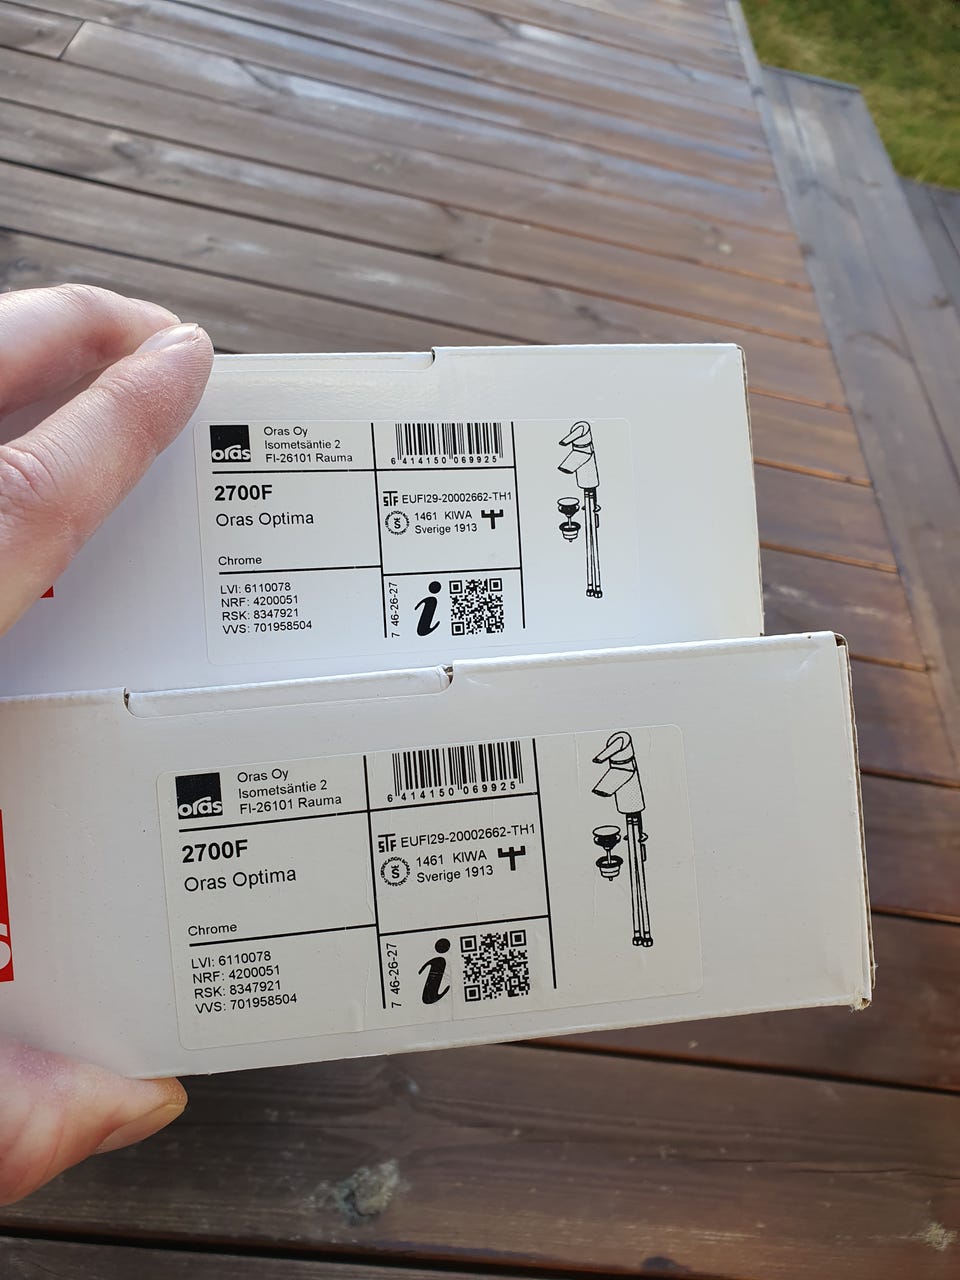 oras
Oras Oy
Isometsäntie 2
FI-26101 Rauma
2700F
Oras Optima
Chrome
LVI: 6110078
NRF: 4200051
RSK: 8347921
VVS: 701958504
6 414150 069925
STF EUFI29-20002662-TH1
1461 KIWA
Sverige 1913
7 46-26-27
i
oras
Oras Oy
Isometsäntie 2
FI-26101 Rauma
2700F
Oras Optima
Chrome
LVI: 6110078
NRF: 4200051
RSK: 8347921
VVS: 701958504
6 414150 069925
STF EUFI29-20002662-TH1
1461 KIWA
Sverige 1913
7 46-26-27
i